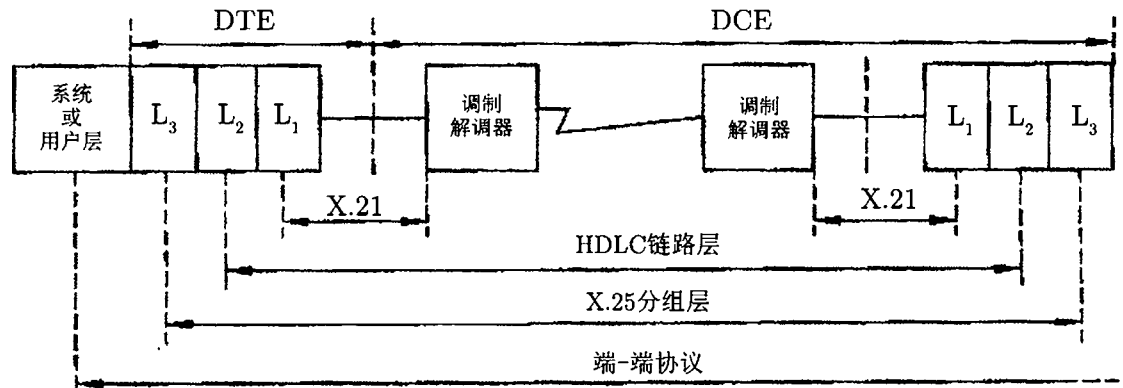 DTE
DCE
系统
或
用户层
L₃
L₂
L₁
调制
解调器
调制
解调器
L₁
L₂
L₃
X.21
X.21
HDLC链路层
X.25分组层
端-端协议